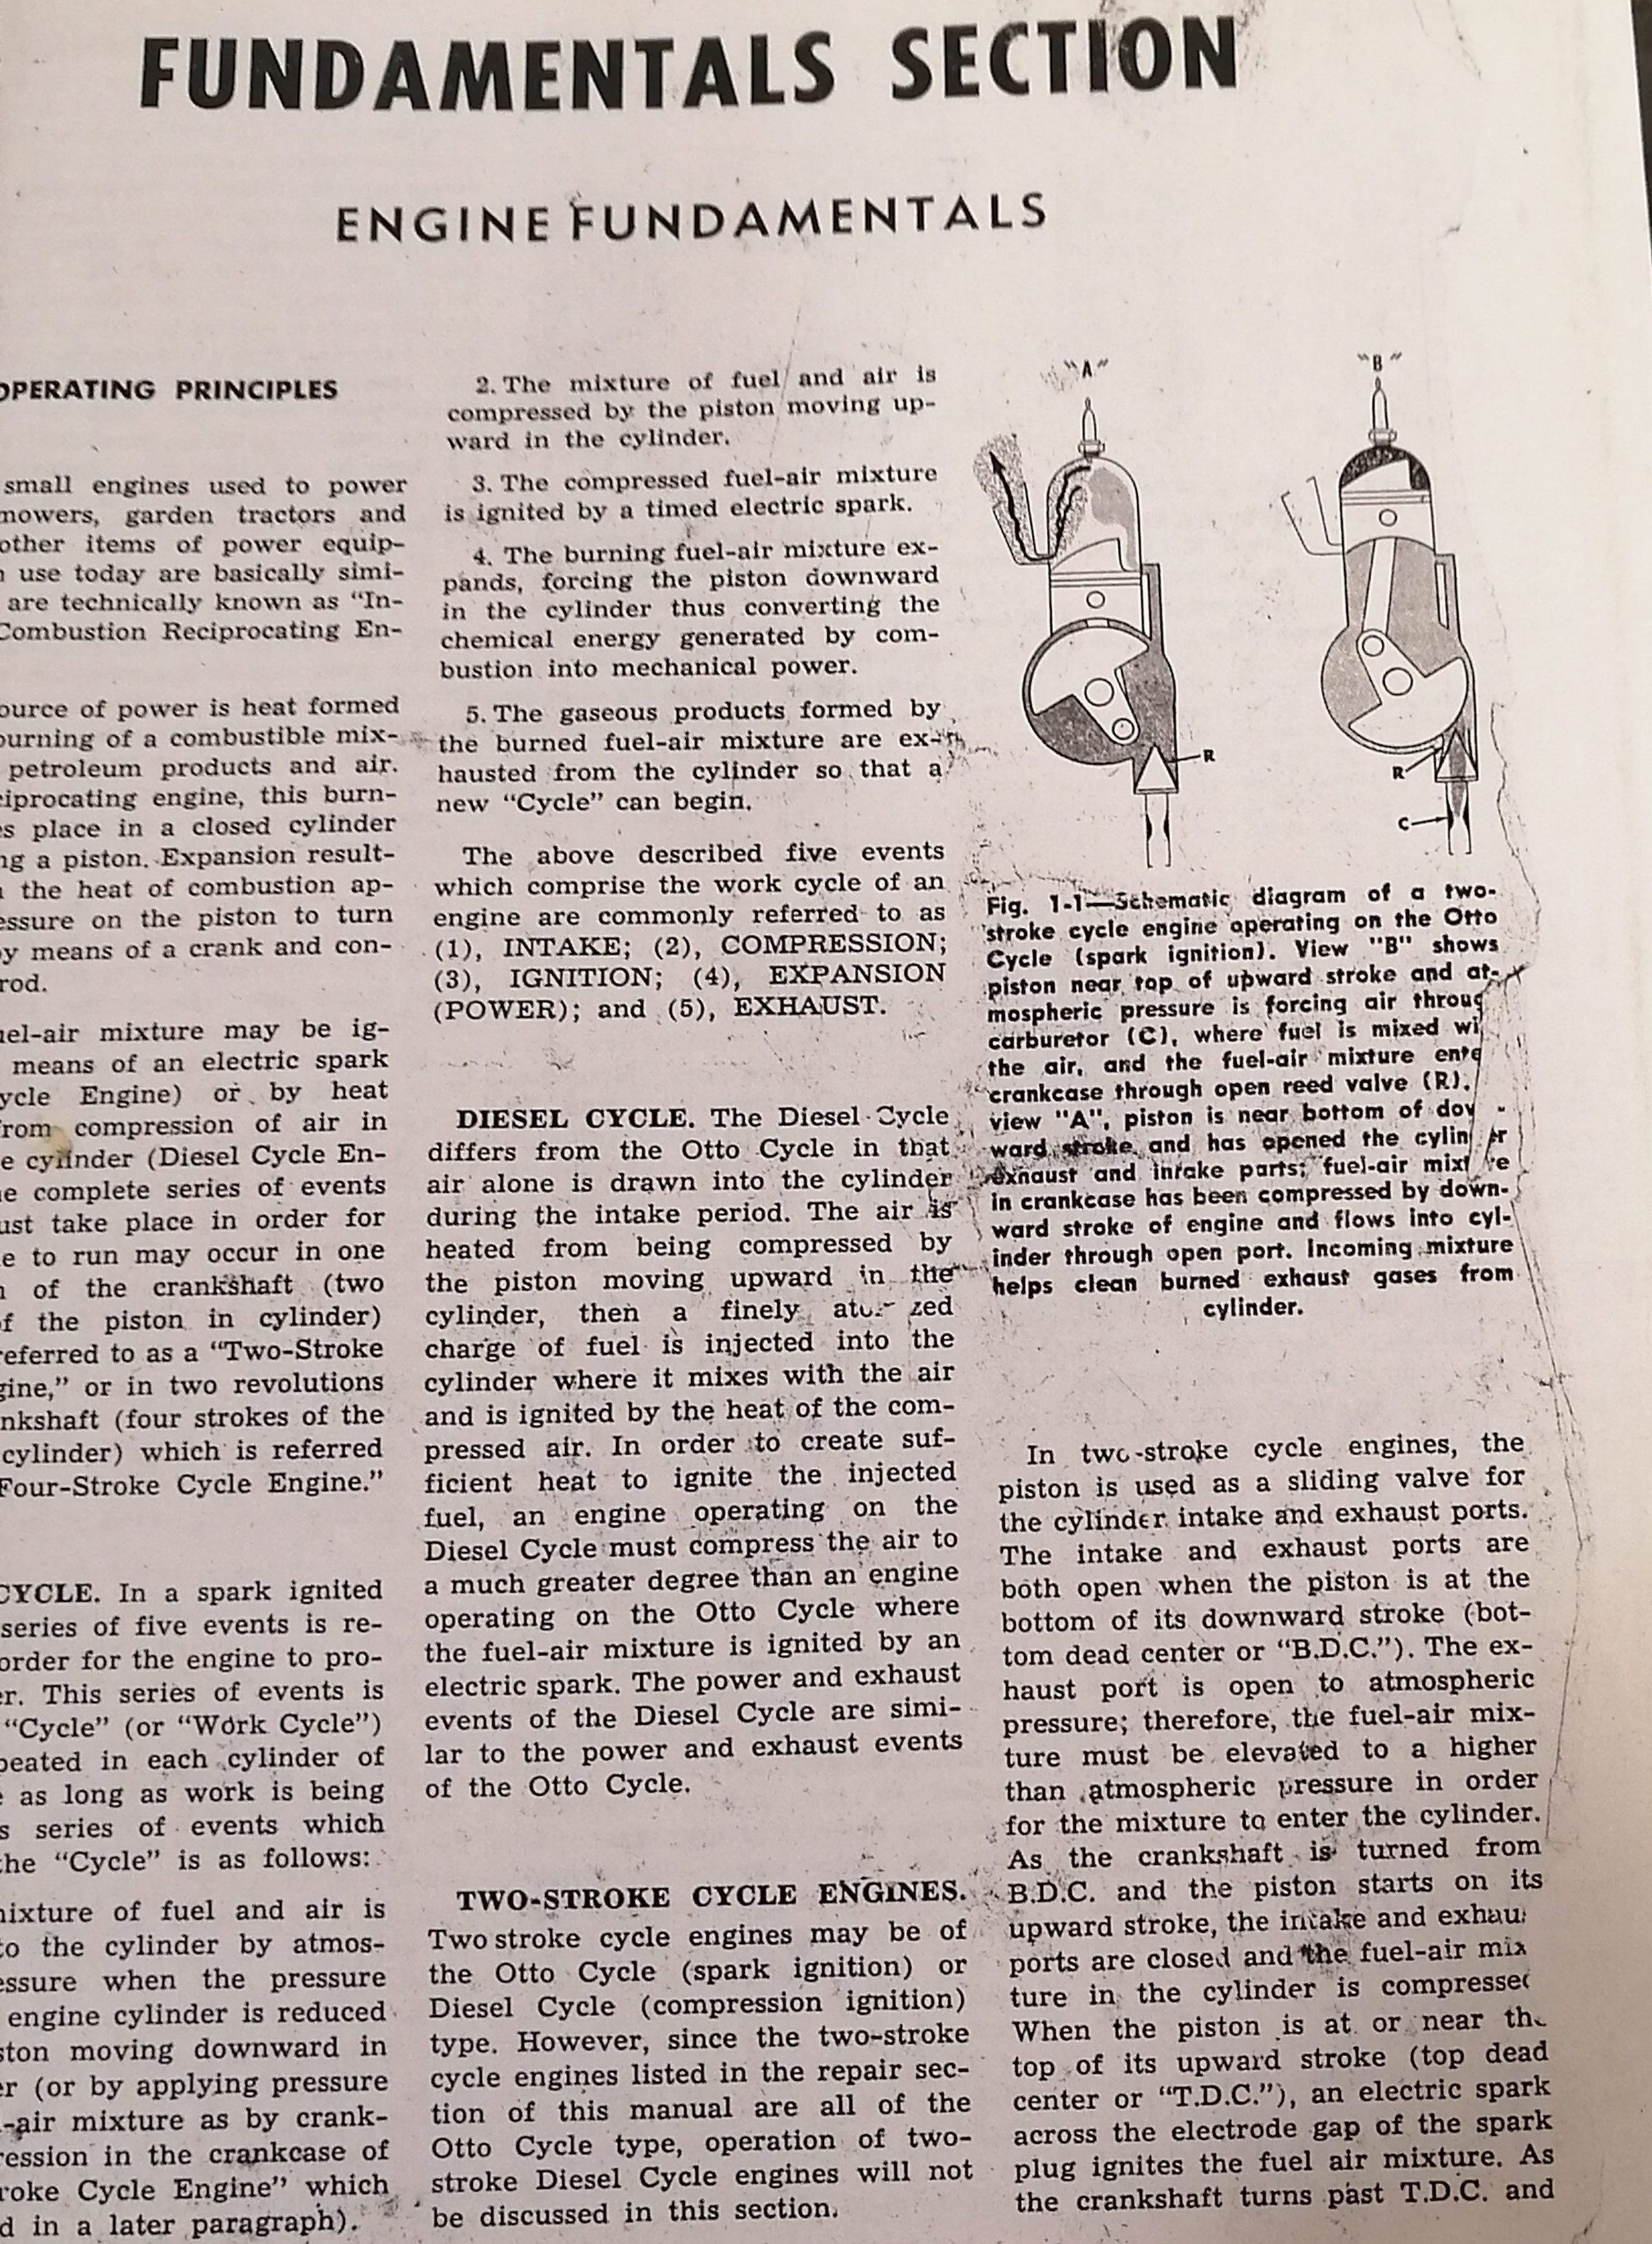 FUNDAMENTALS SECTION
ENGINE FUNDAMENTALS
OPERATING PRINCIPLES
small engines used to power
mowers, garden tractors and
other items of power equip-
use today are basically simi-
are technically known as "In-
Combustion Reciprocating En-
ource of power is heat formed
burning of a combustible mix-
petroleum products and air.
ciprocating engine, this burn-
es place in a closed cylinder
ng a piston. Expansion result-
the heat of combustion ap-
essure on the piston to turn
by means of a crank and con-
rod.
uel-air mixture may be ig-
means of an electric spark
ycle Engine) or by heat
from compression of air in
e cylinder (Diesel Cycle En-
e complete series of events
ust take place in order for
e to run may occur in one
of the crankshaft (two
of the piston in cylinder)
referred to as a "Two-Stroke
gine," or in two revolutions
nkshaft (four strokes of the
cylinder) which is referred
Four-Stroke Cycle Engine."
CYCLE. In a spark ignited
series of five events is re-
order for the engine to pro-
er. This series of events is
"Cycle" (or "Work Cycle")
peated in each cylinder of
as long as work is being
s series of events which
the "Cycle" is as follows:
mixture of fuel and air is
to the cylinder by atmos-
essure when the pressure
engine cylinder is reduced
ston moving downward in
er (or by applying pressure
-air mixture as by crank-
ression in the crankcase of
roke Cycle Engine" which
d in a later paragraph).
2. The mixture of fuel and air is
compressed by the piston moving up-
ward in the cylinder.
3. The compressed fuel-air mixture
is ignited by a timed electric spark.
4. The burning fuel-air mixture ex-
pands, forcing the piston downward
in the cylinder thus converting the
chemical energy generated by com-
bustion into mechanical power.
5. The gaseous products formed by
the burned fuel-air mixture are ex-
hausted from the cylinder so that a
new "Cycle" can begin.
The above described five events
which comprise the work cycle of an
engine are commonly referred to as
(1), INTAKE; (2), COMPRESSION;
(3), IGNITION; (4), EXPANSION
(POWER); and (5), EXHAUST.
DIESEL CYCLE. The Diesel Cycle
differs from the Otto Cycle in that
air alone is drawn into the cylinder
during the intake period. The air is
heated from being compressed by
the piston moving upward in the
cylinder, then a finely
charge of fuel is injected into the
cylinder where it mixes with the air
and is ignited by the heat of the com-
pressed air. In order to create suf-
ficient heat to ignite the injected
fuel, an engine operating on the
Diesel Cycle must compress the air to
a much greater degree than an engine
operating on the Otto Cycle where
the fuel-air mixture is ignited by an
electric spark. The power and exhaust
events of the Diesel Cycle are simi-
lar to the power and exhaust events
of the Otto Cycle.
TWO-STROKE CYCLE ENGINES.
Two stroke cycle engines may be of
the Otto Cycle (spark ignition) or
Diesel Cycle (compression ignition)
type. However, since the two-stroke
cycle engines listed in the repair sec-
tion of this manual are all of the
Otto Cycle type, operation of two-
stroke Diesel Cycle engines will not
be discussed in this section.
"A" "B"
R
R
C
Fig. 1-1—Schematic diagram of a two-
stroke cycle engine operating on the Otto
Cycle (spark ignition). View "B" shows
piston near top of upward stroke and at-
mospheric pressure is forcing air throug
carburetor (C), where fuel is mixed wi
the air, and the fuel-air mixture ente
crankcase through open reed valve (R).
view "A", piston is near bottom of dow -
ward stroke and has opened the cylin er
exhaust and intake parts; fuel-air mixt re
in crankcase has been compressed by down-
ward stroke of engine and flows into cyl-
inder through open port. Incoming mixture
helps clean burned exhaust gases from
cylinder.
In two-stroke cycle engines, the
piston is used as a sliding valve for
the cylinder intake and exhaust ports.
The intake and exhaust ports are
both open when the piston is at the
bottom of its downward stroke (bot-
tom dead center or "B.D.C."). The ex-
haust port is open to atmospheric
pressure; therefore, the fuel-air mix-
ture must be elevated to a higher
than atmospheric pressure in order
for the mixture to enter the cylinder.
As the crankshaft is turned from
B.D.C. and the piston starts on its
upward stroke, the intake and exhau
ports are closed and the fuel-air mix
ture in the cylinder is compressed
When the piston is at or near the
top of its upward stroke (top dead
center or "T.D.C."), an electric spark
across the electrode gap of the spark
plug ignites the fuel air mixture. As
the crankshaft turns past T.D.C. and